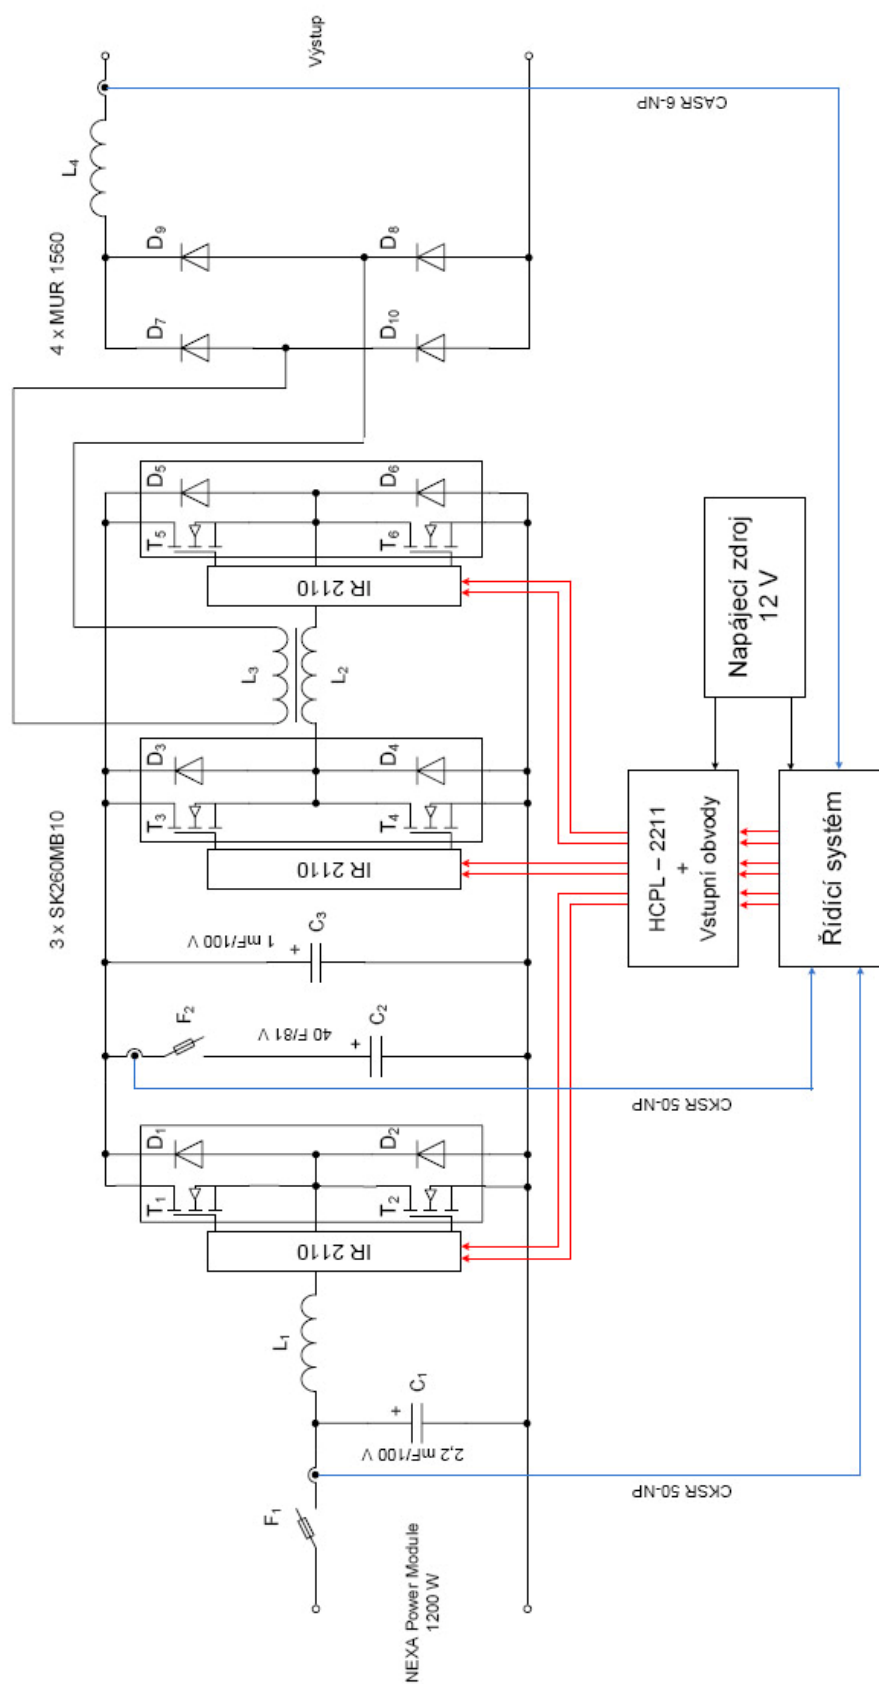 NEXA Power Module
1200 W
F₁
CKSR 50-NP
2,2 mF/100 V
+
C₁
L₁
IR 2110
T₁
D₁
T₂
D₂
CKSR 50-NP
F₂
40 F/81 V
+
C₂
1 mF/100 V
+
C₃
3 x SK260MB10
IR 2110
T₃
D₃
T₄
D₄
L₃
L₂
IR 2110
T₅
D₅
T₆
D₆
4 x MUR 1560
D₇
D₉
D₁₀
D₈
L₄
Výstup
CASR 6-NP
HCPL – 2211
+
Vstupní obvody
Řídící systém
Napájecí zdroj
12 V